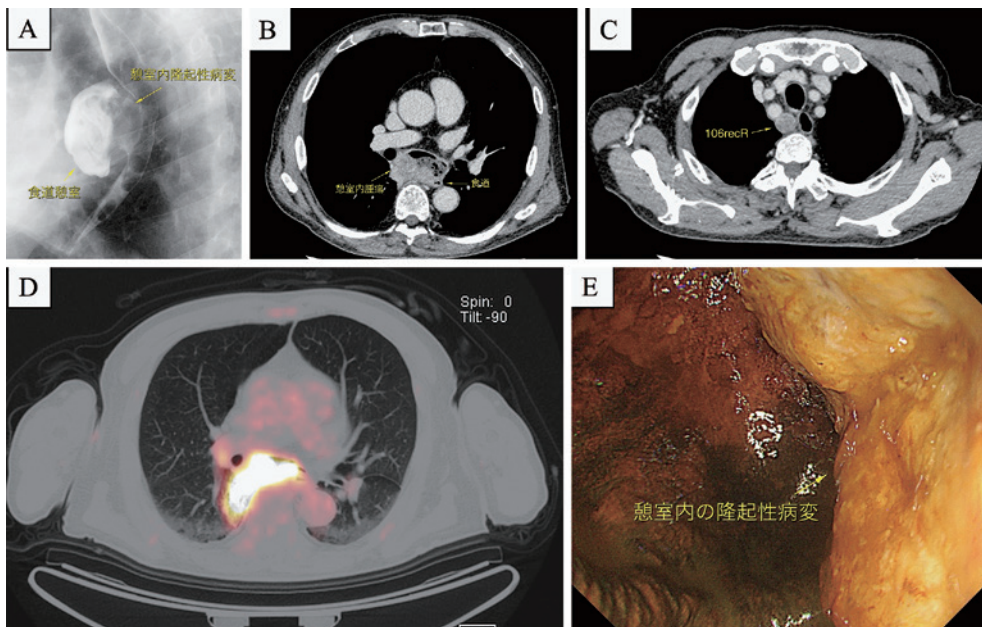 A
憩室内隆起性病変
食道憩室
B
憩室内腫瘍
食道
C
106recR
D
Spin: 0
Tilt: -90
E
憩室内の隆起性病変